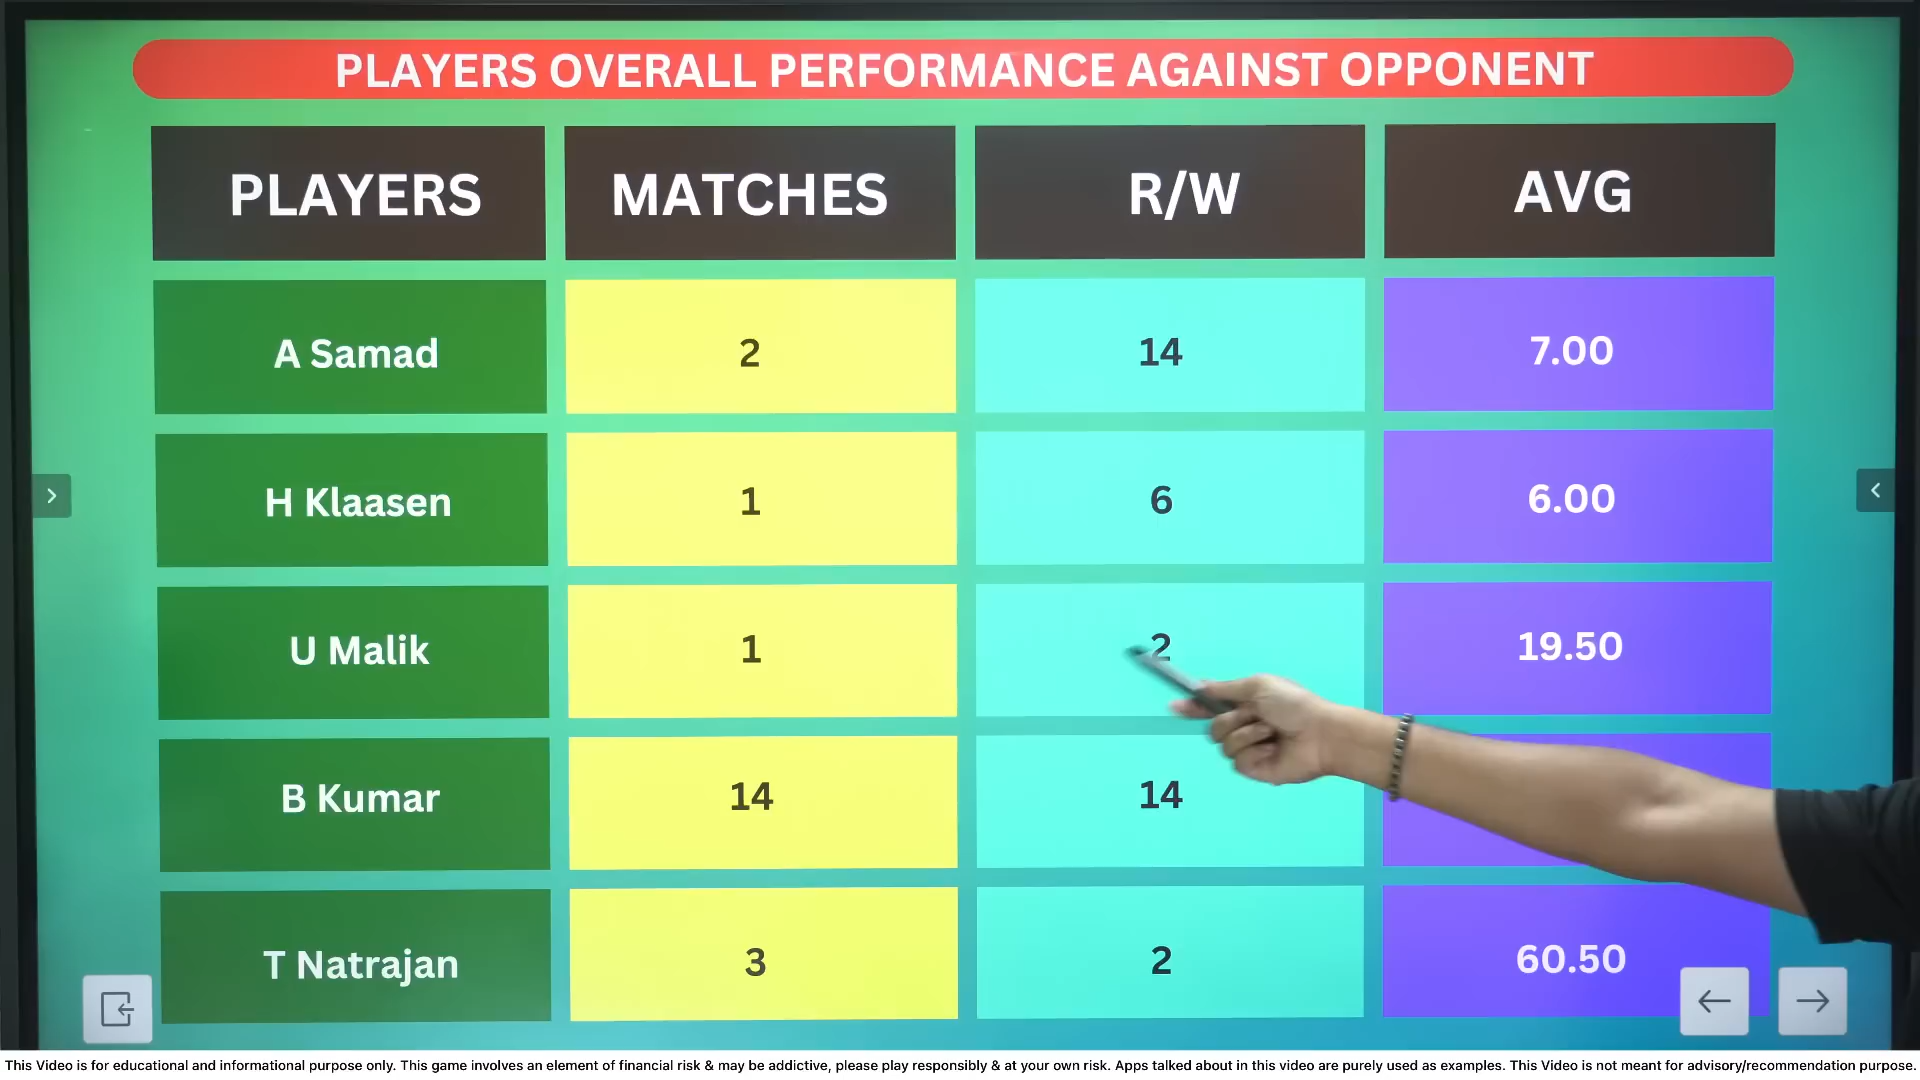 PLAYERS OVERALL PERFORMANCE AGAINST OPPONENT
PLAYERS MATCHES R/W AVG
A Samad 2 14 7.00
H Klaasen 1 6 6.00
U Malik 1 2 19.50
B Kumar 14 14
T Natrajan 3 2 60.50
This Video is for educational and informational purpose only. This game involves an element of financial risk & may be addictive, please play responsibly & at your own risk. Apps talked about in this video are purely used as examples. This Video is not meant for advisory/recommendation purpose.